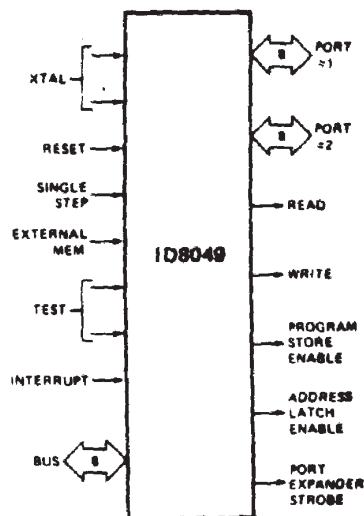 XTAL
RESET
SINGLE
STEP
EXTERNAL
MEM
TEST
INTERRUPT
BUS
8
ID8049
8
PORT
#1
8
PORT
#2
READ
WRITE
PROGRAM
STORE
ENABLE
ADDRESS
LATCH
ENABLE
PORT
EXPANDER
STROBE